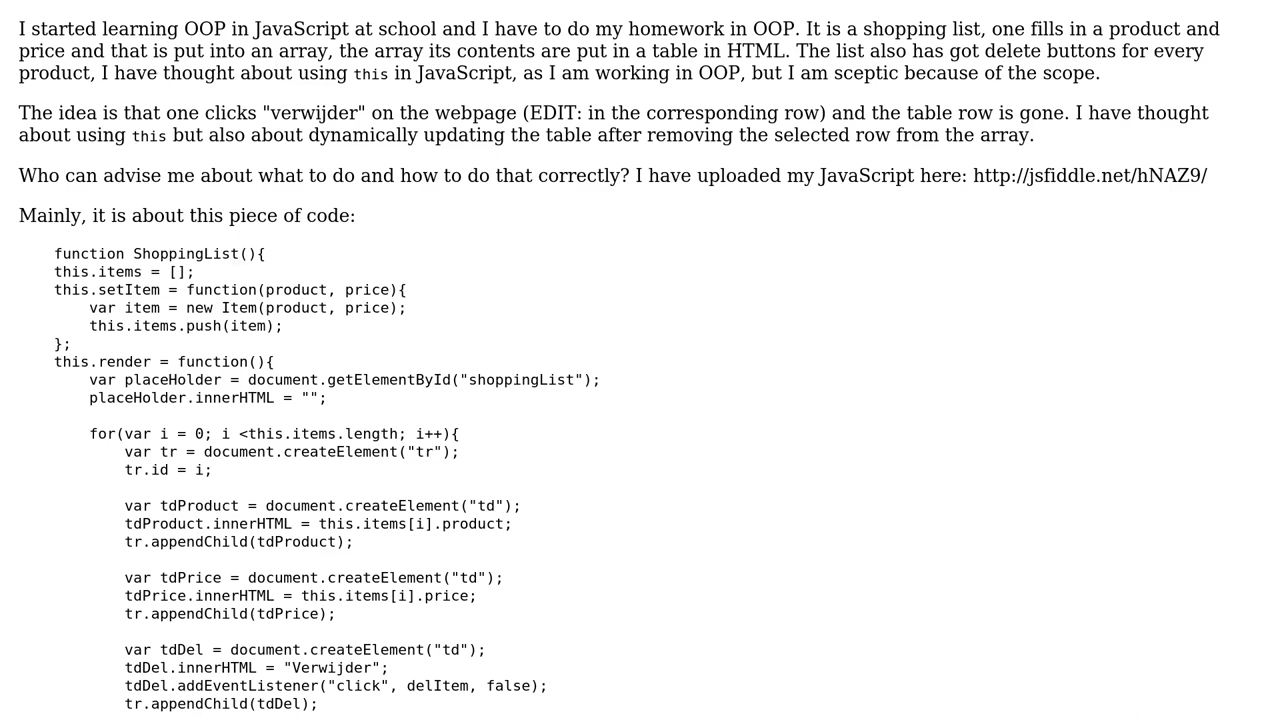 I started learning OOP in JavaScript at school and I have to do my homework in OOP. It is a shopping list, one fills in a product and
price and that is put into an array, the array its contents are put in a table in HTML. The list also has got delete buttons for every
product, I have thought about using this in JavaScript, as I am working in OOP, but I am sceptic because of the scope.
The idea is that one clicks "verwijder" on the webpage (EDIT: in the corresponding row) and the table row is gone. I have thought
about using this but also about dynamically updating the table after removing the selected row from the array.
Who can advise me about what to do and how to do that correctly? I have uploaded my JavaScript here: http://jsfiddle.net/hNAZ9/
Mainly, it is about this piece of code:
function ShoppingList(){
this.items = [];
this.setItem = function(product, price){
    var item = new Item(product, price);
    this.items.push(item);
};
this.render = function(){
    var placeHolder = document.getElementById("shoppingList");
    placeHolder.innerHTML = "";
    for(var i = 0; i <this.items.length; i++){
        var tr = document.createElement("tr");
        tr.id = i;
        var tdProduct = document.createElement("td");
        tdProduct.innerHTML = this.items[i].product;
        tr.appendChild(tdProduct);
        var tdPrice = document.createElement("td");
        tdPrice.innerHTML = this.items[i].price;
        tr.appendChild(tdPrice);
        var tdDel = document.createElement("td");
        tdDel.innerHTML = "Verwijder";
        tdDel.addEventListener("click", delItem, false);
        tr.appendChild(tdDel);